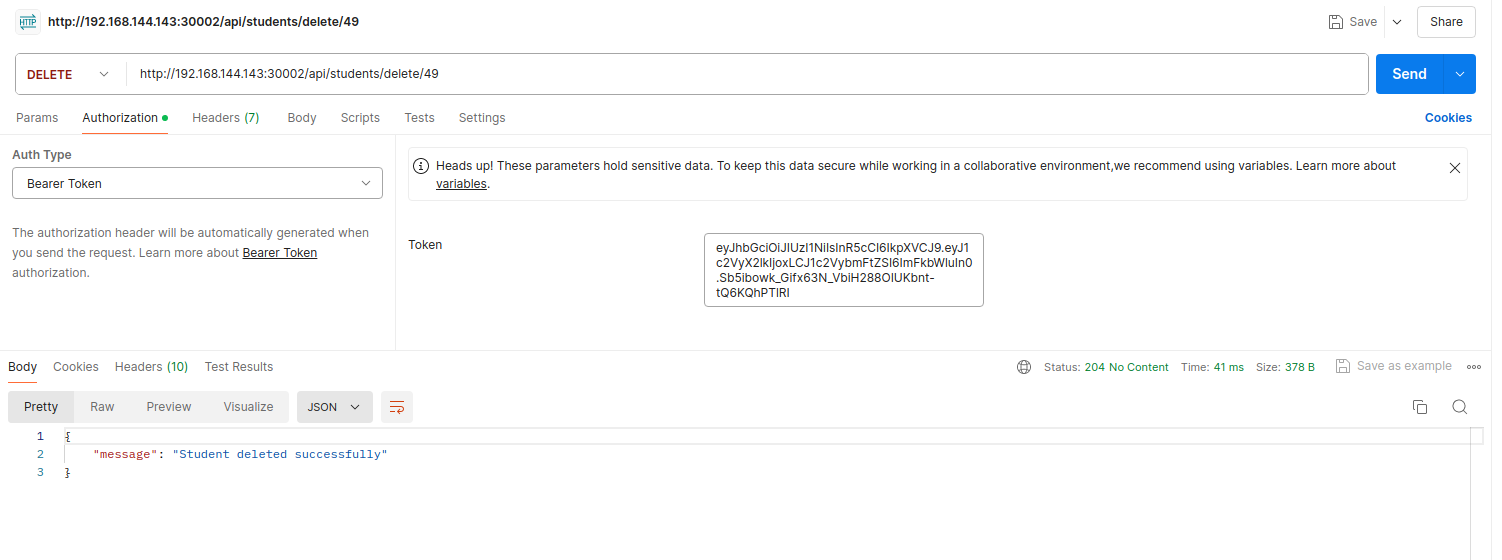 HTTP http://192.168.144.143:30002/api/students/delete/49 Save Share
DELETE http://192.168.144.143:30002/api/students/delete/49 Send
Params Authorization Headers (7) Body Scripts Tests Settings Cookies
Auth Type
Bearer Token
The authorization header will be automatically generated when
you send the request. Learn more about Bearer Token
authorization.
Heads up! These parameters hold sensitive data. To keep this data secure while working in a collaborative environment,we recommend using variables. Learn more about
variables.
Token
eyJhbGciOiJIUzI1NiIsInR5cCI6IkpXVCJ9.eyJ1
c2VyX2lkIjoxLCJ1c2VybmFtZSI6ImFkbWluIn0
.Sb5ibowk_Gifx63N_VbiH288OIUKbnt-
tQ6KQhPTlRI
Body Cookies Headers (10) Test Results Status: 204 No Content Time: 41 ms Size: 378 B Save as example
Pretty Raw Preview Visualize JSON
1 {
2 "message": "Student deleted successfully"
3 }